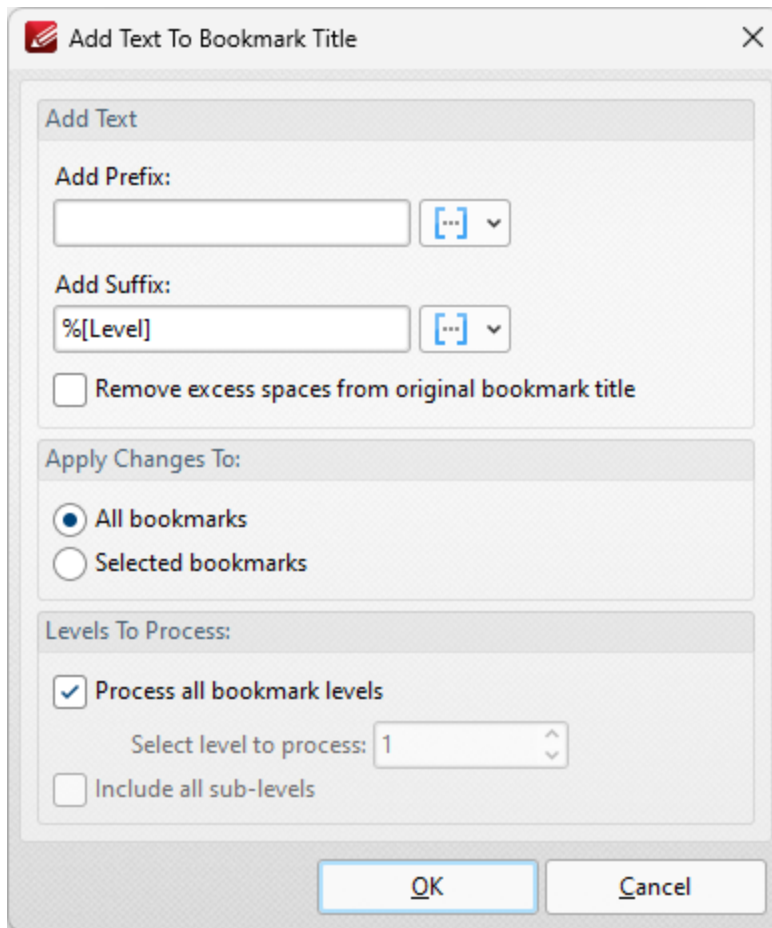 Add Text To Bookmark Title
Add Text
Add Prefix:
Add Suffix:
%[Level]
Remove excess spaces from original bookmark title
Apply Changes To:
All bookmarks
Selected bookmarks
Levels To Process:
Process all bookmark levels
Select level to process: 1
Include all sub-levels
OK Cancel